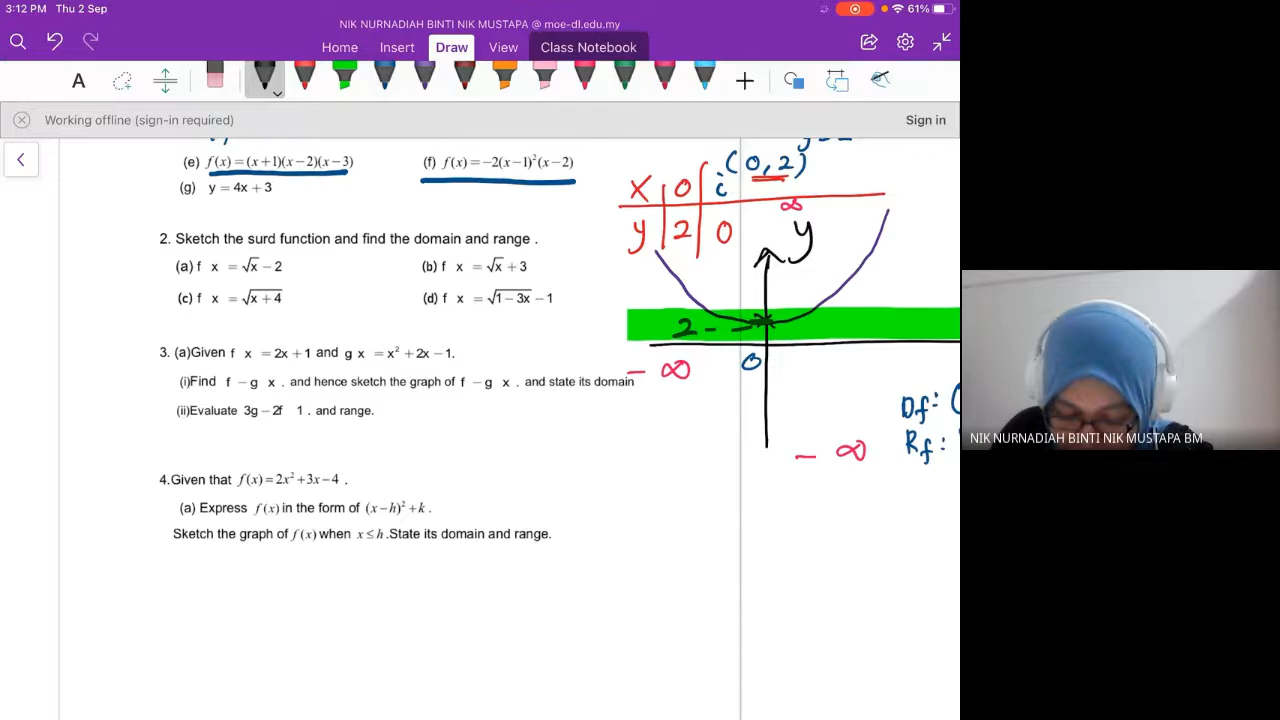 3:12 PM Thu 2 Sep
61%
NIK NURNADIAH BINTI NIK MUSTAPA @ moe-dl.edu.my
Home Insert Draw View Class Notebook
A
Working offline (sign-in required) Sign in
(e) f(x) = (x+1)(x−2)(x−3) (f) f(x) = −2(x−1)²(x−2)
(g) y = 4x + 3
(0, 2)
x 0 i
y 2 0
∞
y
2. Sketch the surd function and find the domain and range .
(a) f x = √x − 2 (b) f x = √x + 3
(c) f x = √(x + 4) (d) f x = √(1 − 3x) − 1
2
0
− ∞
− ∞
Df: (
Rf:
3. (a)Given f x = 2x + 1 and g x = x² + 2x − 1.
(i)Find f − g x . and hence sketch the graph of f − g x . and state its domain
(ii)Evaluate 3g − 2f 1 . and range.
4.Given that f(x) = 2x² + 3x − 4 .
(a) Express f(x) in the form of (x − h)² + k .
Sketch the graph of f(x) when x ≤ h .State its domain and range.
NIK NURNADIAH BINTI NIK MUSTAPA BM